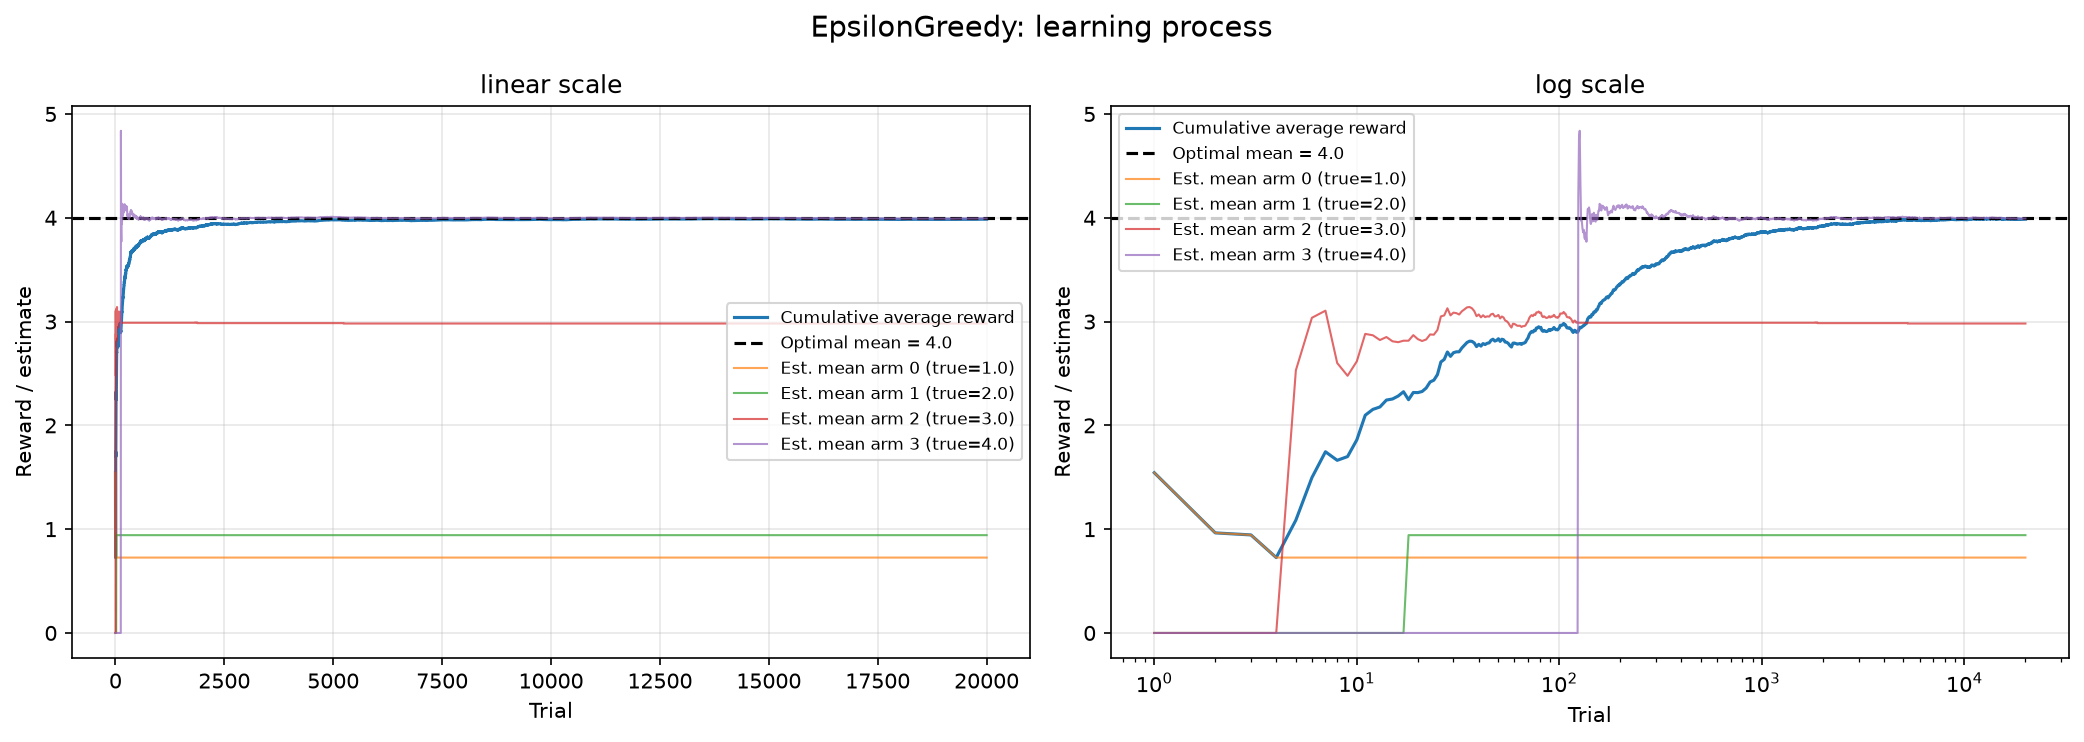 EpsilonGreedy: learning process
linear scale
Reward / estimate
5
4
3
2
1
0
Cumulative average reward
Optimal mean = 4.0
Est. mean arm 0 (true=1.0)
Est. mean arm 1 (true=2.0)
Est. mean arm 2 (true=3.0)
Est. mean arm 3 (true=4.0)
0 2500 5000 7500 10000 12500 15000 17500 20000
Trial
log scale
Reward / estimate
5
4
3
2
1
0
Cumulative average reward
Optimal mean = 4.0
Est. mean arm 0 (true=1.0)
Est. mean arm 1 (true=2.0)
Est. mean arm 2 (true=3.0)
Est. mean arm 3 (true=4.0)
10⁰ 10¹ 10² 10³ 10⁴
Trial